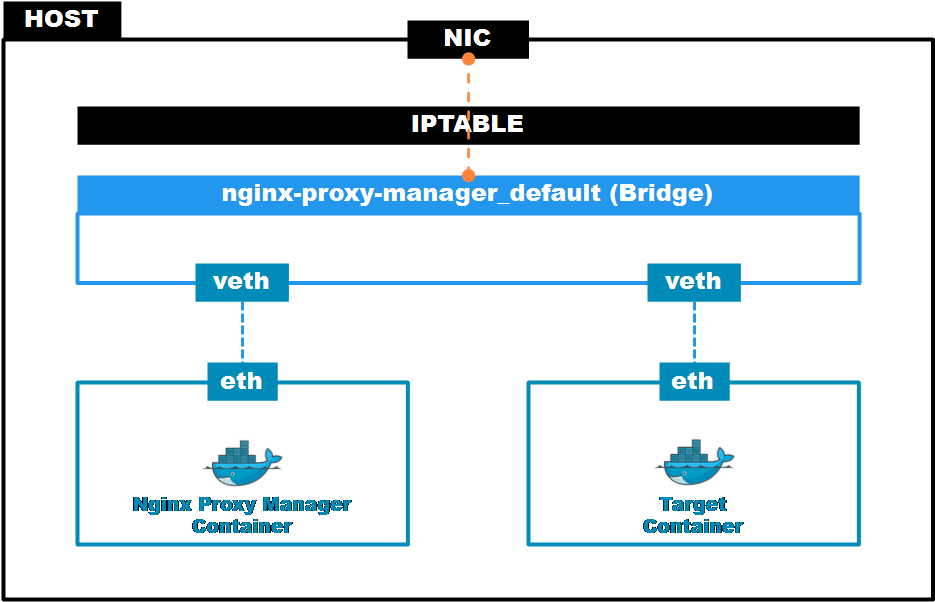 HOST
NIC
IPTABLE
nginx-proxy-manager_default (Bridge)
veth
veth
eth
eth
Nginx Proxy Manager
Container
Target
Container